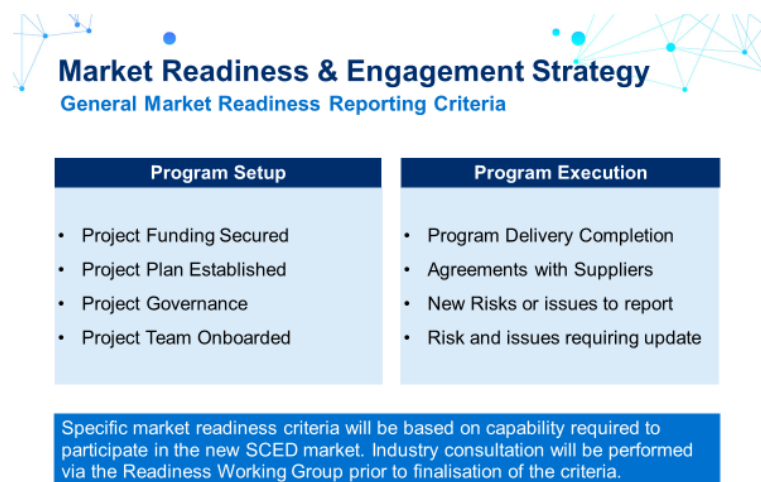 Market Readiness & Engagement Strategy
General Market Readiness Reporting Criteria
Program Setup
• Project Funding Secured
• Project Plan Established
• Project Governance
• Project Team Onboarded
Program Execution
• Program Delivery Completion
• Agreements with Suppliers
• New Risks or issues to report
• Risk and issues requiring update
Specific market readiness criteria will be based on capability required to
participate in the new SCED market. Industry consultation will be performed
via the Readiness Working Group prior to finalisation of the criteria.